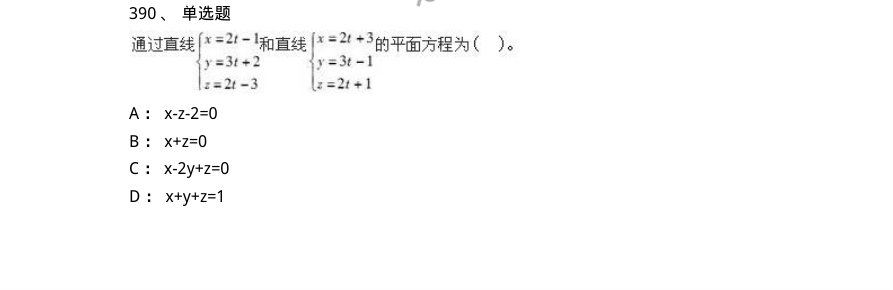 390、 单选题
通过直线{x=2t-1 y=3t+2 z=2t-3和直线{x=2t+3 y=3t-1 z=2t+1的平面方程为(　)。
A： x-z-2=0
B： x+z=0
C： x-2y+z=0
D： x+y+z=1